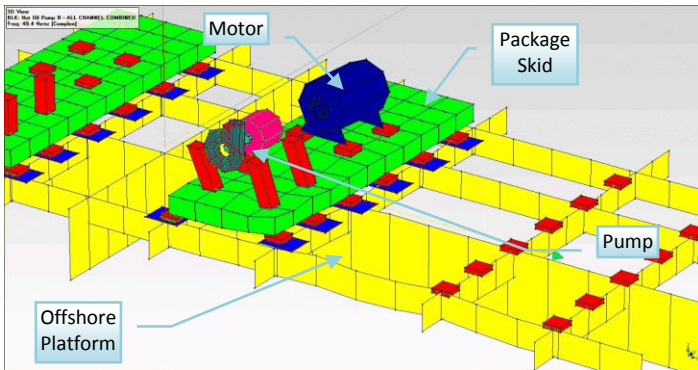 3D View
BLK: Hot Oil Pump B - ALL CHANNEL COMBINED
Freq: 49.4 Hertz (Complex)
Motor
Package
Skid
Pump
Offshore
Platform